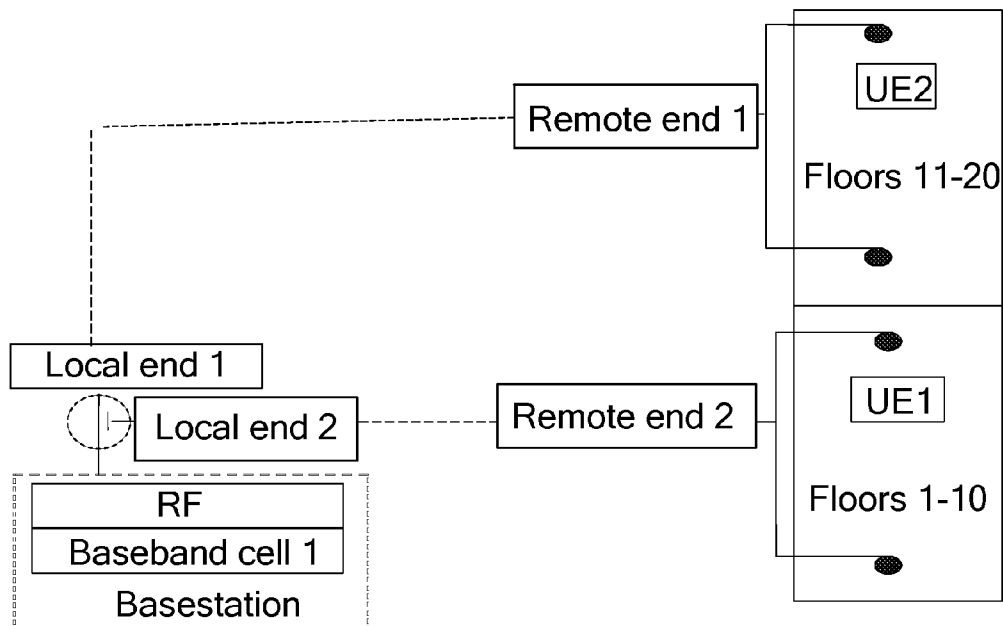 UE2
Remote end 1
Floors 11-20
Local end 1
UE1
Remote end 2
Local end 2
Floors 1-10
RF
Baseband cell 1
Basestation